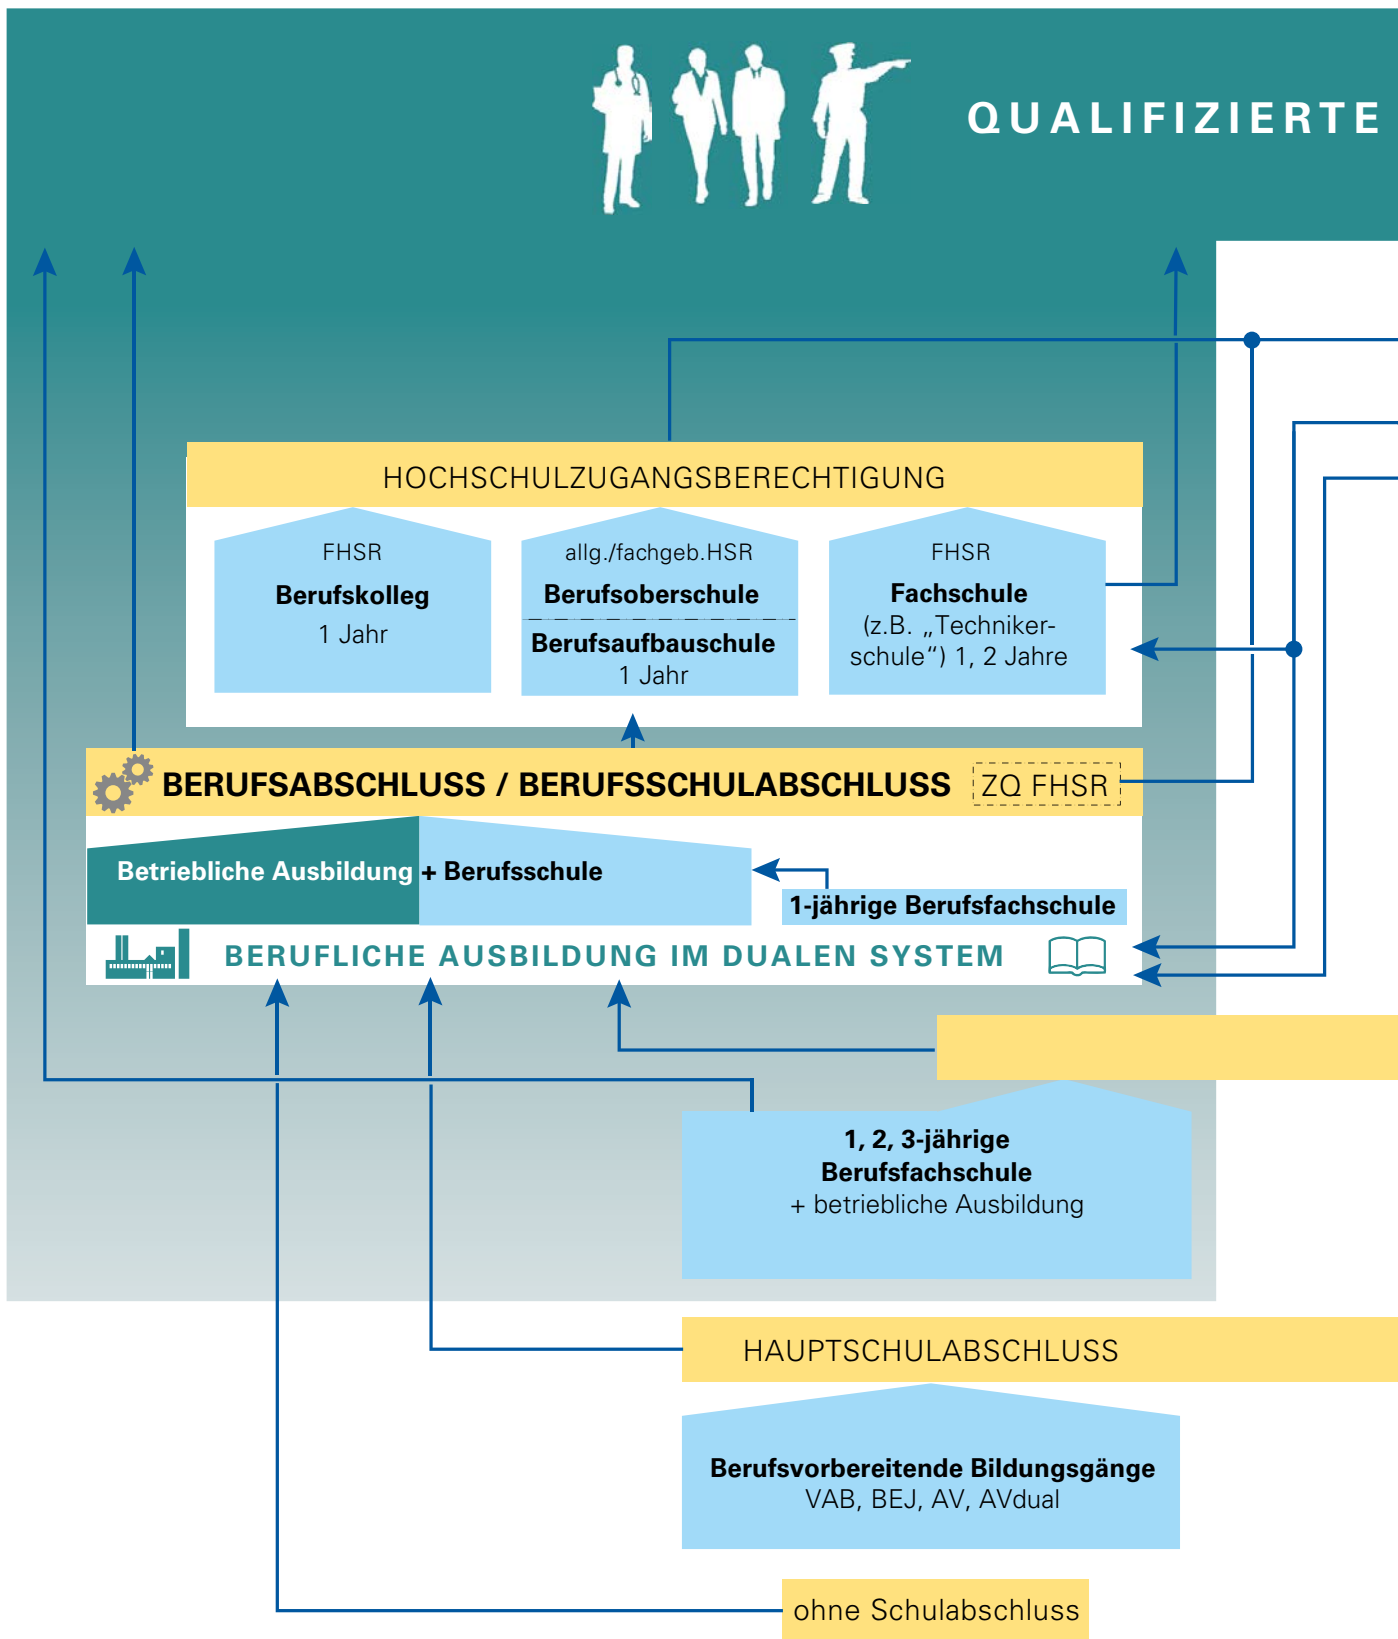 QUALIFIZIERTE
HOCHSCHULZUGANGSBERECHTIGUNG
FHSR
Berufskolleg
1 Jahr
allg./fachgeb.HSR
Berufsoberschule
Berufsaufbauschule
1 Jahr
FHSR
Fachschule
(z.B. „Techniker-
schule“) 1, 2 Jahre
BERUFSABSCHLUSS / BERUFSSCHULABSCHLUSS ZQ FHSR
Betriebliche Ausbildung + Berufsschule
1-jährige Berufsfachschule
BERUFLICHE AUSBILDUNG IM DUALEN SYSTEM
1, 2, 3-jährige
Berufsfachschule
+ betriebliche Ausbildung
HAUPTSCHULABSCHLUSS
Berufsvorbereitende Bildungsgänge
VAB, BEJ, AV, AVdual
ohne Schulabschluss